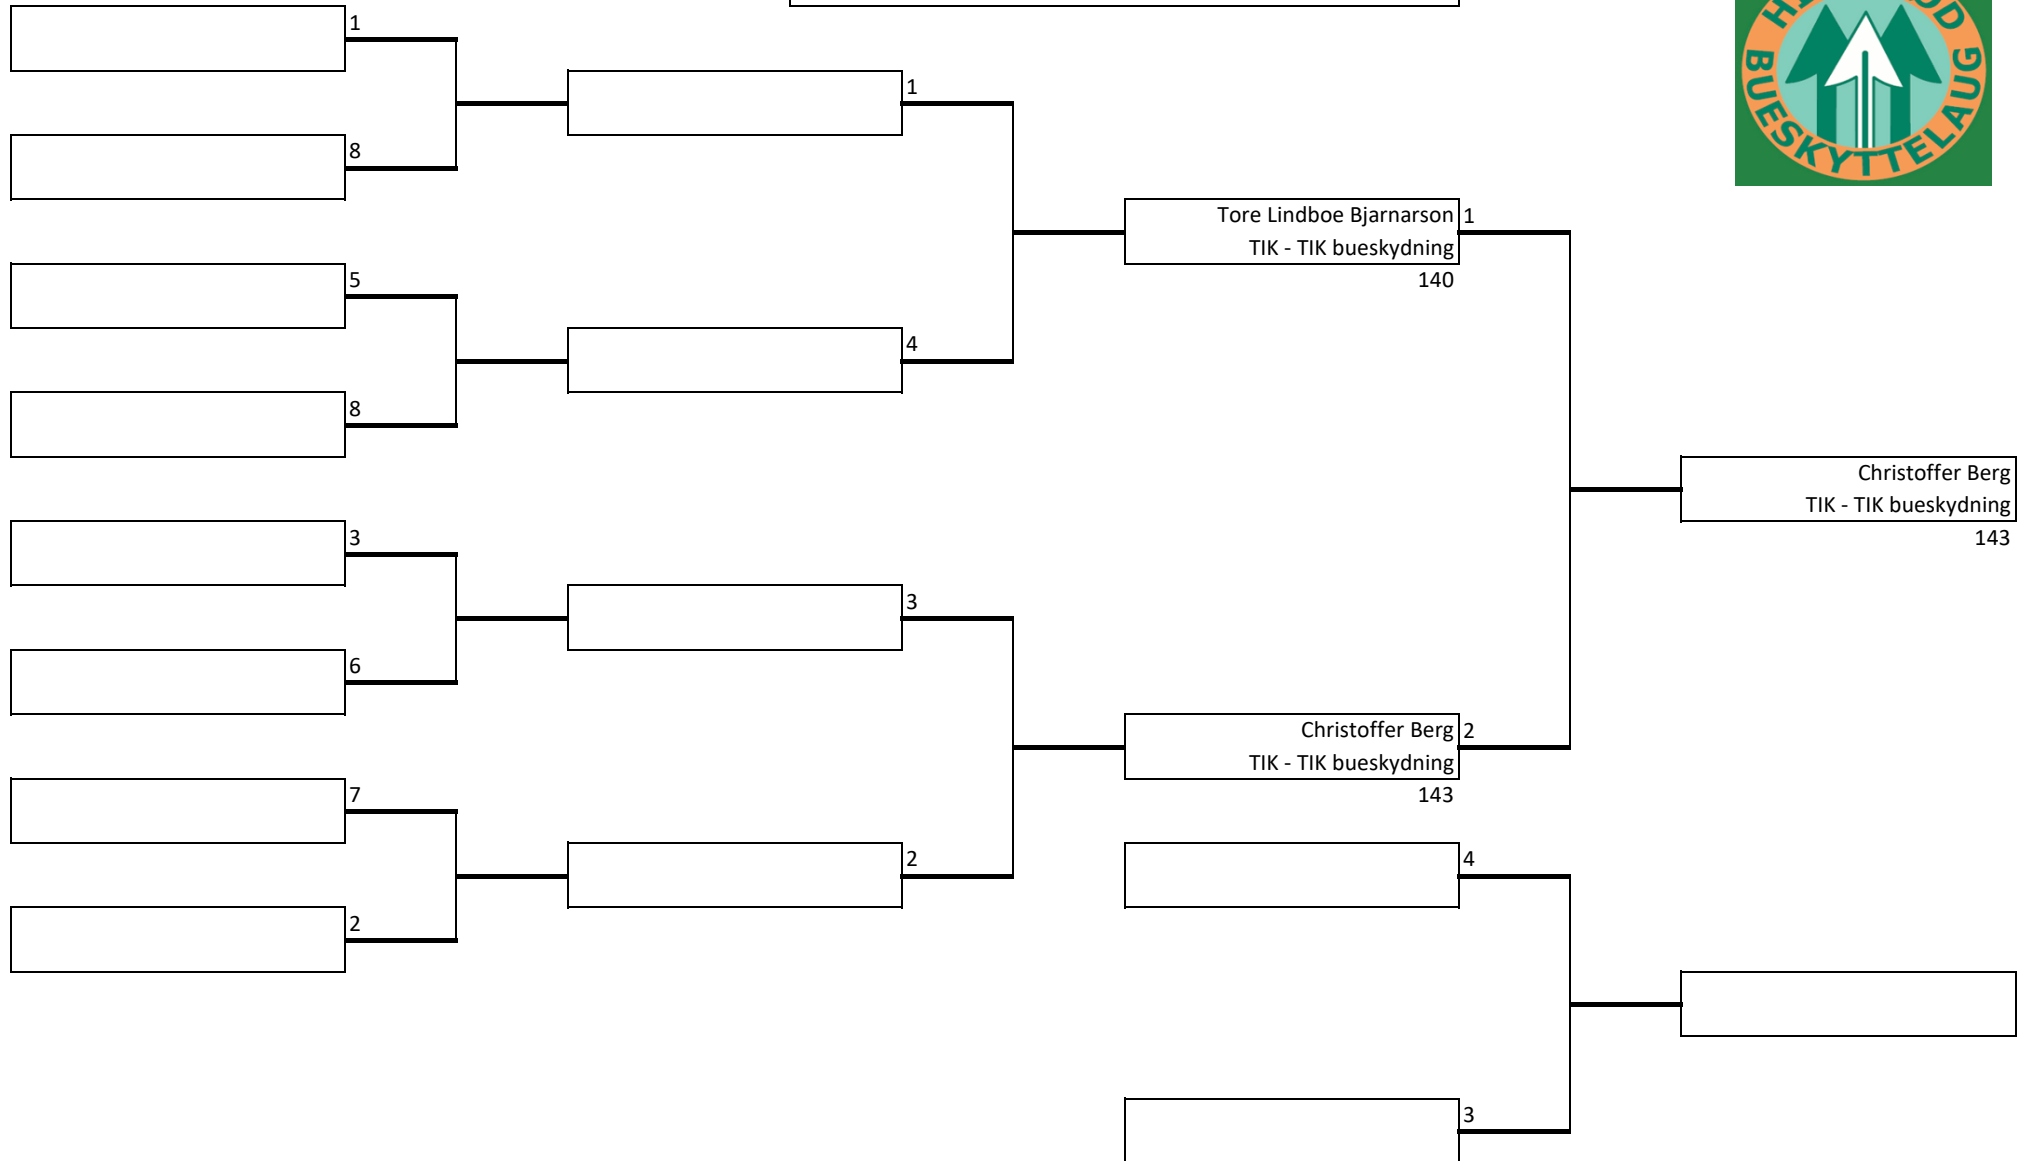 1
8
5
8
3
6
7
2
1
4
3
2
Tore Lindboe Bjarnarson 1
TIK - TIK bueskydning
140
Christoffer Berg 2
TIK - TIK bueskydning
143
4
3
Christoffer Berg
TIK - TIK bueskydning
143
BUESKYTTELAUG